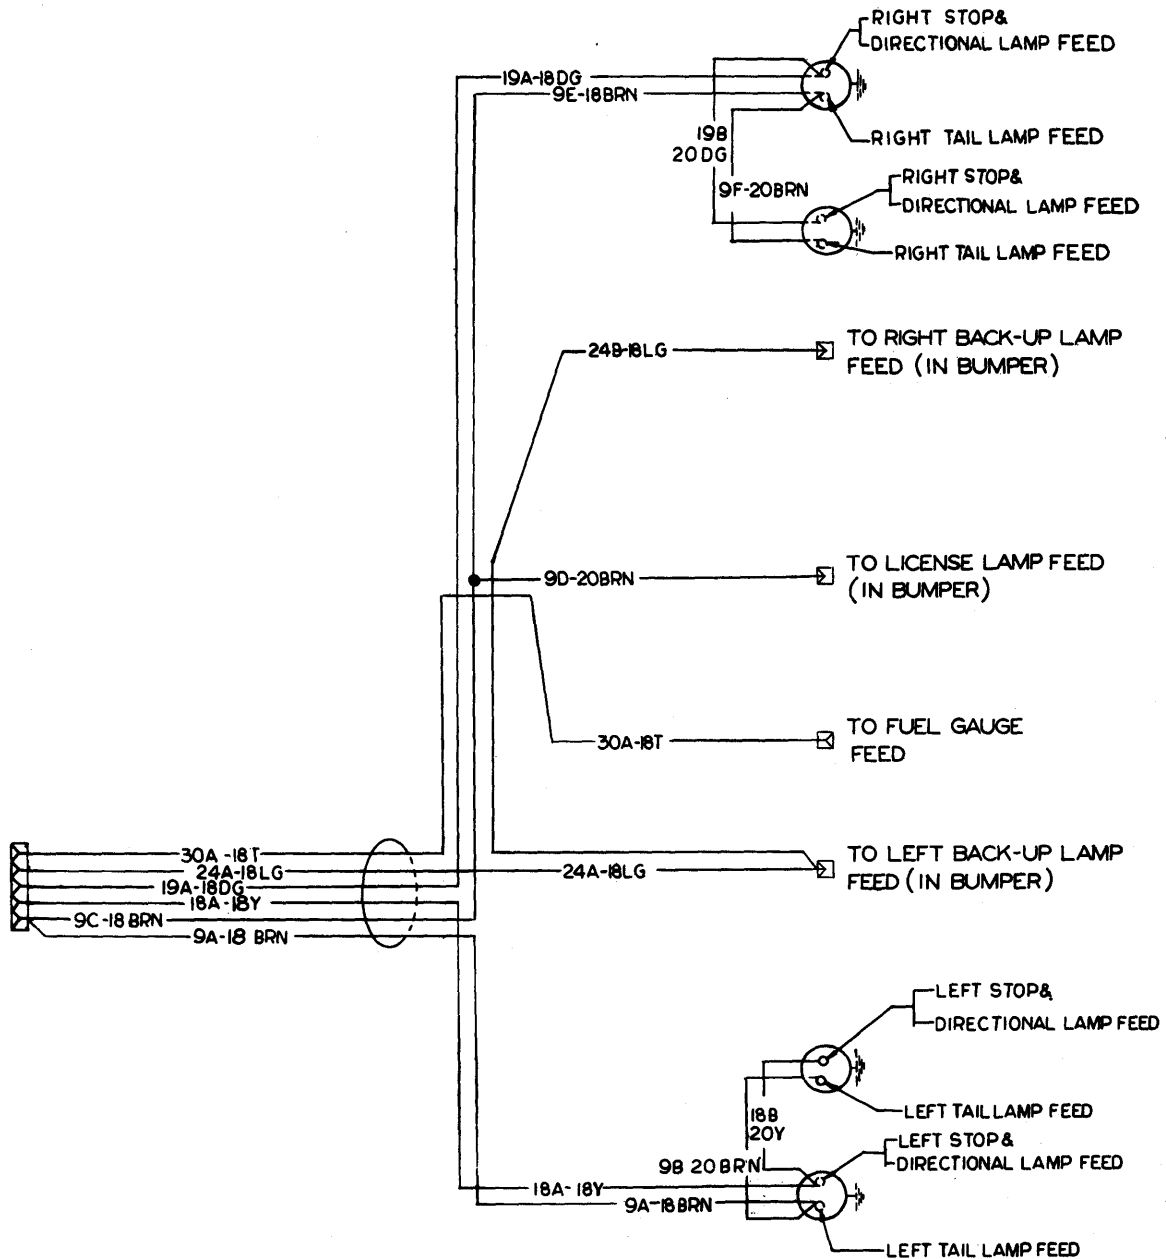 RIGHT STOP&
DIRECTIONAL LAMP FEED
19A-18DG
9E-18BRN
19B
20DG
RIGHT TAIL LAMP FEED
9F-20BRN
RIGHT STOP&
DIRECTIONAL LAMP FEED
RIGHT TAIL LAMP FEED
24B-18LG
TO RIGHT BACK-UP LAMP
FEED (IN BUMPER)
9D-20BRN
TO LICENSE LAMP FEED
(IN BUMPER)
30A-18T
TO FUEL GAUGE
FEED
30A-18T
24A-18LG
19A-18DG
18A-18Y
9C-18 BRN
9A-18 BRN
24A-18LG
TO LEFT BACK-UP LAMP
FEED (IN BUMPER)
LEFT STOP&
DIRECTIONAL LAMP FEED
18B
20Y
LEFT TAIL LAMP FEED
9B 20BRN
LEFT STOP&
DIRECTIONAL LAMP FEED
18A-18Y
9A-18BRN
LEFT TAIL LAMP FEED